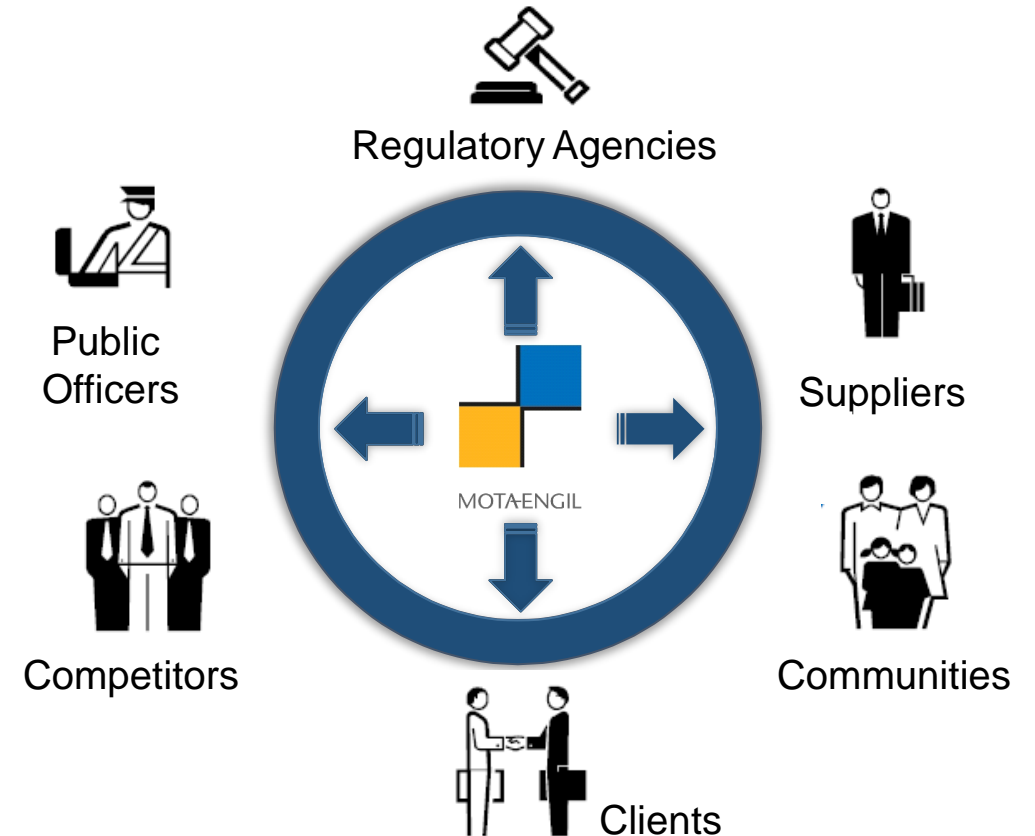 Regulatory Agencies
Public
Officers
Suppliers
MOTA-ENGIL
Competitors
Communities
Clients